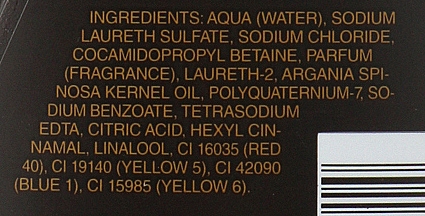 INGREDIENTS: AQUA (WATER), SODIUM
LAURETH SULFATE, SODIUM CHLORIDE,
COCAMIDOPROPYL BETAINE, PARFUM
(FRAGRANCE), LAURETH-2, ARGANIA SPI-
NOSA KERNEL OIL, POLYQUATERNIUM-7, SO-
DIUM BENZOATE, TETRASODIUM
EDTA, CITRIC ACID, HEXYL CIN-
NAMAL, LINALOOL, CI 16035 (RED
40), CI 19140 (YELLOW 5), CI 42090
(BLUE 1), CI 15985 (YELLOW 6).